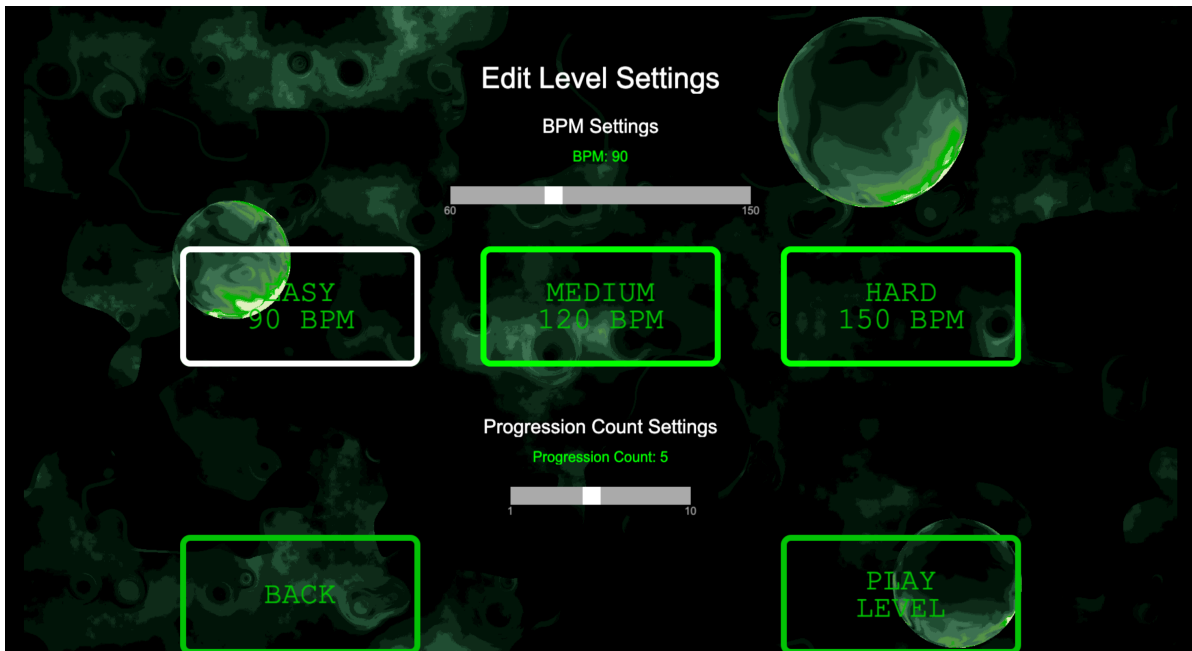 Edit Level Settings
BPM Settings
BPM: 90
60
150
EASY
90 BPM
MEDIUM
120 BPM
HARD
150 BPM
Progression Count Settings
Progression Count: 5
1
10
BACK
PLAY
LEVEL